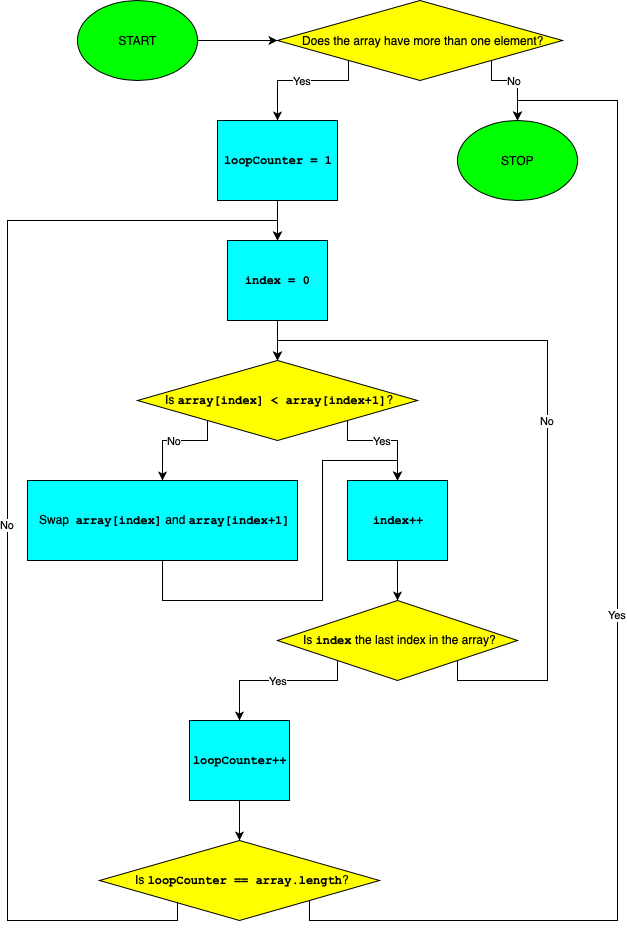 START
Does the array have more than one element?
Yes
No
loopCounter = 1
STOP
index = 0
Is array[index] < array[index+1]?
No
Yes
No
Swap array[index] and array[index+1]
index++
No
Is index the last index in the array?
Yes
Yes
loopCounter++
Is loopCounter == array.length?